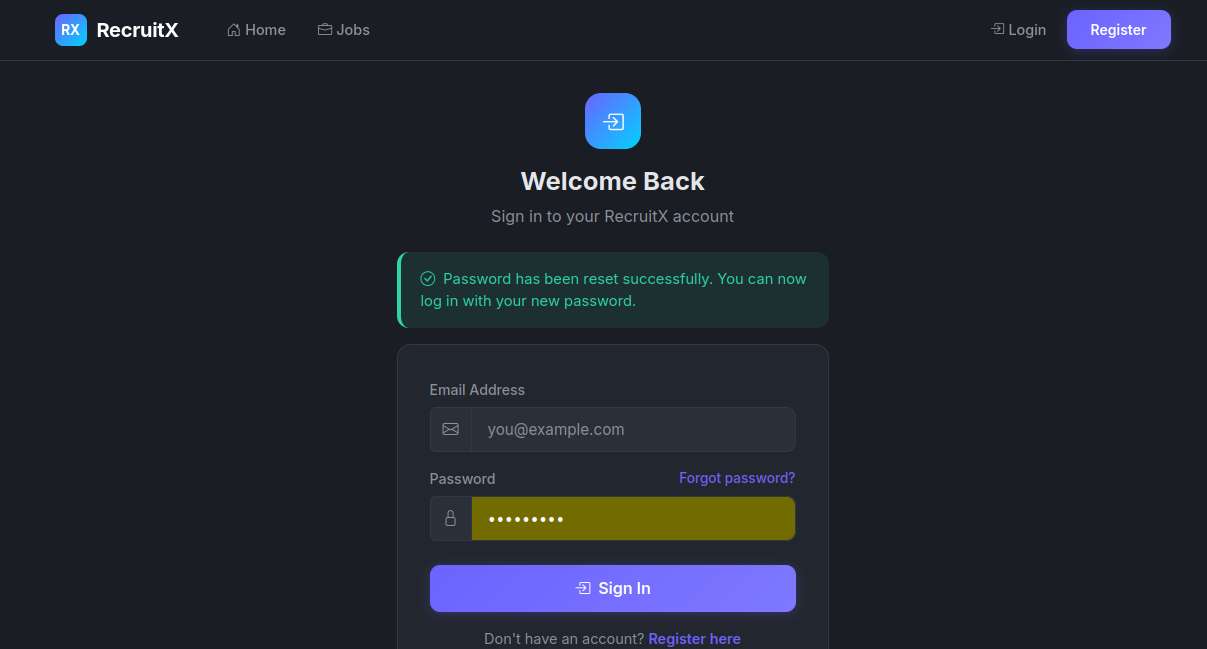 RX RecruitX Home Jobs Login Register
Welcome Back
Sign in to your RecruitX account
Password has been reset successfully. You can now
log in with your new password.
Email Address
you@example.com
Password Forgot password?
•••••••••
Sign In
Don't have an account? Register here